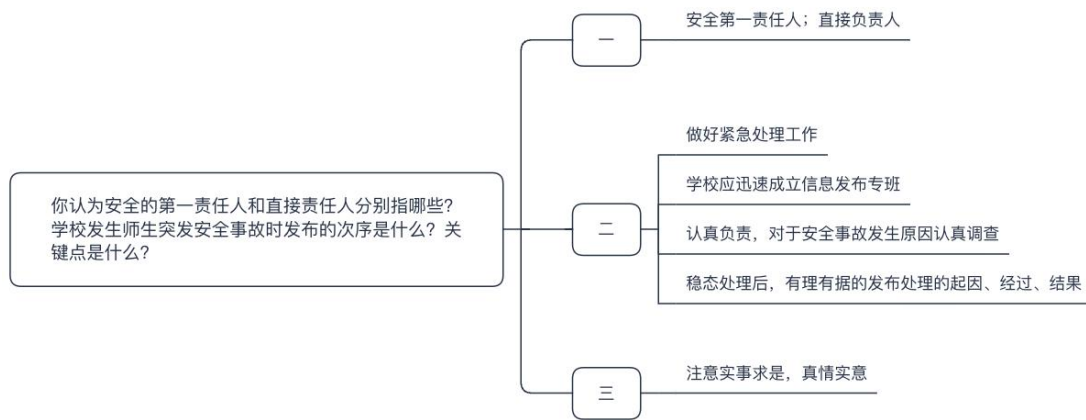 你认为安全的第一责任人和直接责任人分别指哪些？
学校发生师生突发安全事故时发布的次序是什么？关
键点是什么？
一
安全第一责任人；直接负责人
二
做好紧急处理工作
学校应迅速成立信息发布专班
认真负责，对于安全事故发生原因认真调查
稳态处理后，有理有据的发布处理的起因、经过、结果
三
注意实事求是，真情实意